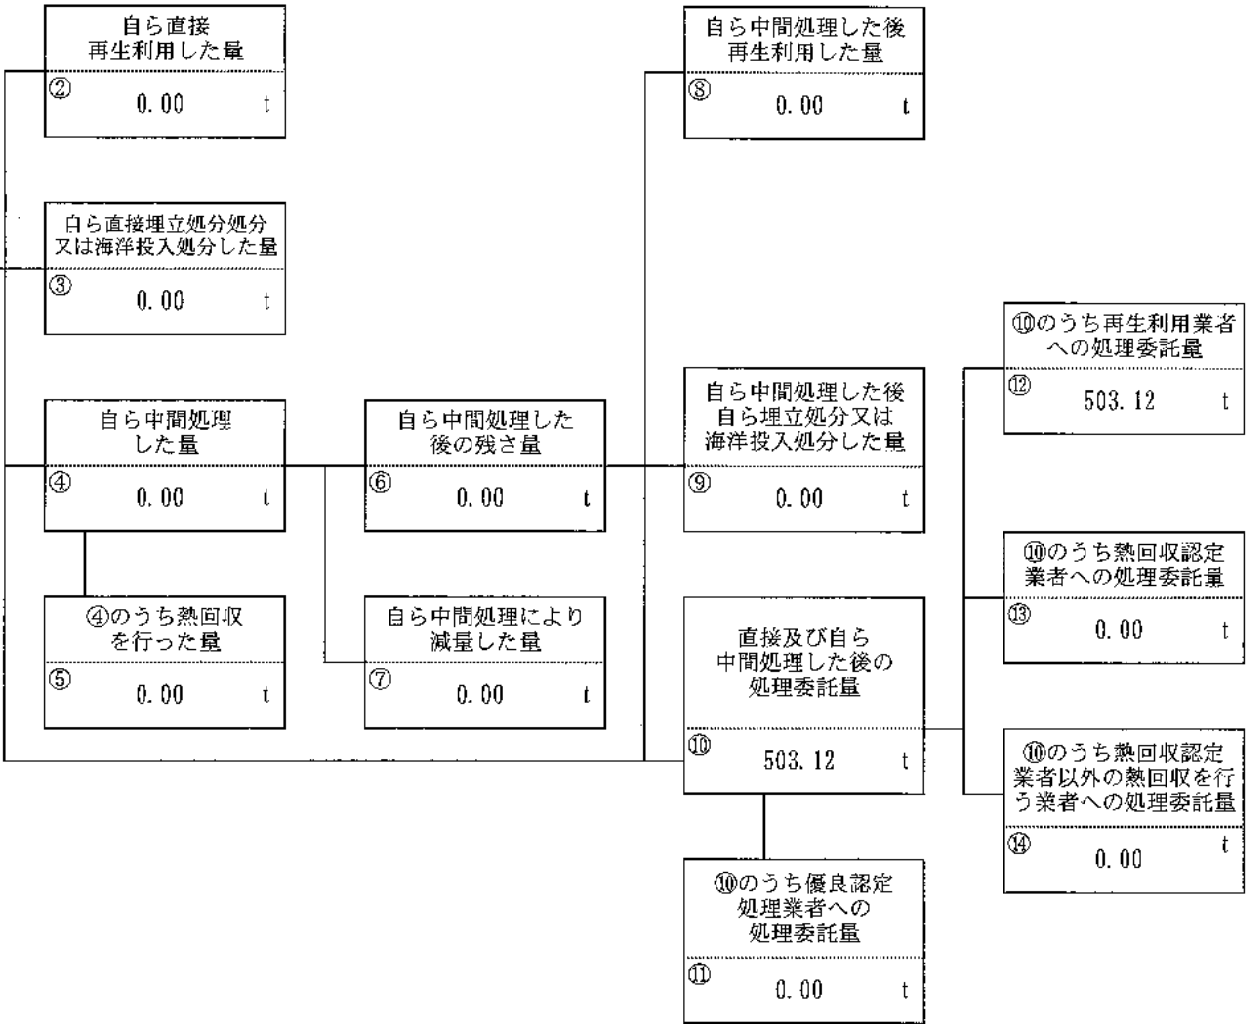 自ら直接
再生利用した量
② 0.00 t
自ら直接埋立処分処分
又は海洋投入処分した量
③ 0.00 t
自ら中間処理
した量
④ 0.00 t
④のうち熱回収
を行った量
⑤ 0.00 t
自ら中間処理した
後の残さ量
⑥ 0.00 t
自ら中間処理により
減量した量
⑦ 0.00 t
自ら中間処理した後
再生利用した量
⑧ 0.00 t
自ら中間処理した後
自ら埋立処分又は
海洋投入処分した量
⑨ 0.00 t
直接及び自ら
中間処理した後の
処理委託量
⑩ 503.12 t
⑩のうち優良認定
処理業者への
処理委託量
⑪ 0.00 t
⑩のうち再生利用業者
への処理委託量
⑫ 503.12 t
⑩のうち熱回収認定
業者への処理委託量
⑬ 0.00 t
⑩のうち熱回収認定
業者以外の熱回収を行
う業者への処理委託量
⑭ 0.00 t